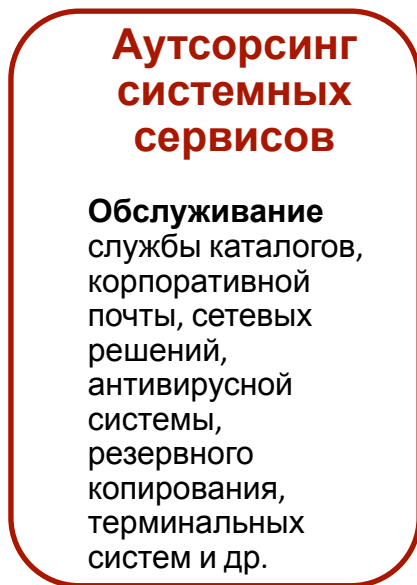 Аутсорсинг
системных
сервисов
Обслуживание
службы каталогов,
корпоративной
почты, сетевых
решений,
антивирусной
системы,
резервного
копирования,
терминальных
систем и др.